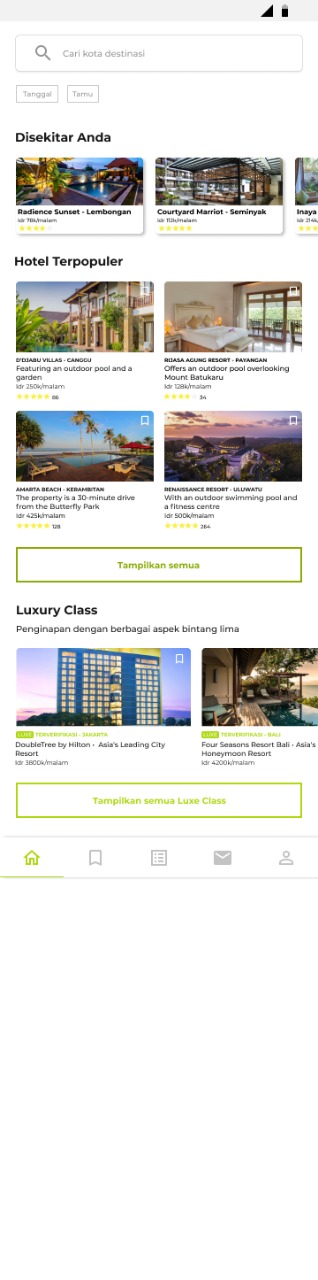 Cari kota destinasi
Tanggal
Tamu
Disekitar Anda
Radience Sunset - Lembongan
Idr 78k/malam
Courtyard Marriot - Seminyak
Idr 110k/malam
Inaya
Idr 214k
Hotel Terpopuler
D'DJABU VILLAS - CANGGU
Featuring an outdoor pool and a
garden
Idr 250k/malam
66
RIJASA AGUNG RESORT - PAYANGAN
Offers an outdoor pool overlooking
Mount Batukaru
Idr 128k/malam
34
AMARTA BEACH - KERAMBITAN
The property is a 30-minute drive
from the Butterfly Park
Idr 425k/malam
128
RENAISSANCE RESORT - ULUWATU
With an outdoor swimming pool and
a fitness centre
Idr 500k/malam
264
Tampilkan semua
Luxury Class
Penginapan dengan berbagai aspek bintang lima
LUXE TERVERIFIKASI - JAKARTA
DoubleTree by Hilton - Asia's Leading City
Resort
Idr 3800k/malam
LUXE TERVERIFIKASI - BALI
Four Seasons Resort Bali - Asia's
Honeymoon Resort
Idr 4200k/malam
Tampilkan semua Luxe Class